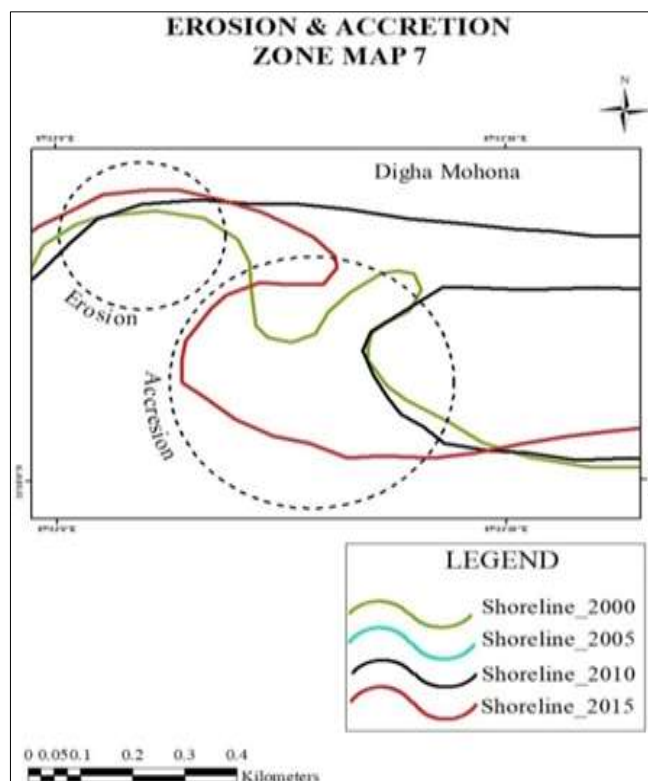 EROSION & ACCRETION
ZONE MAP 7
N
Digha Mohona
Erosion
Accresion
LEGEND
Shoreline_2000
Shoreline_2005
Shoreline_2010
Shoreline_2015
0 0.050.1 0.2 0.3 0.4
Kilometers